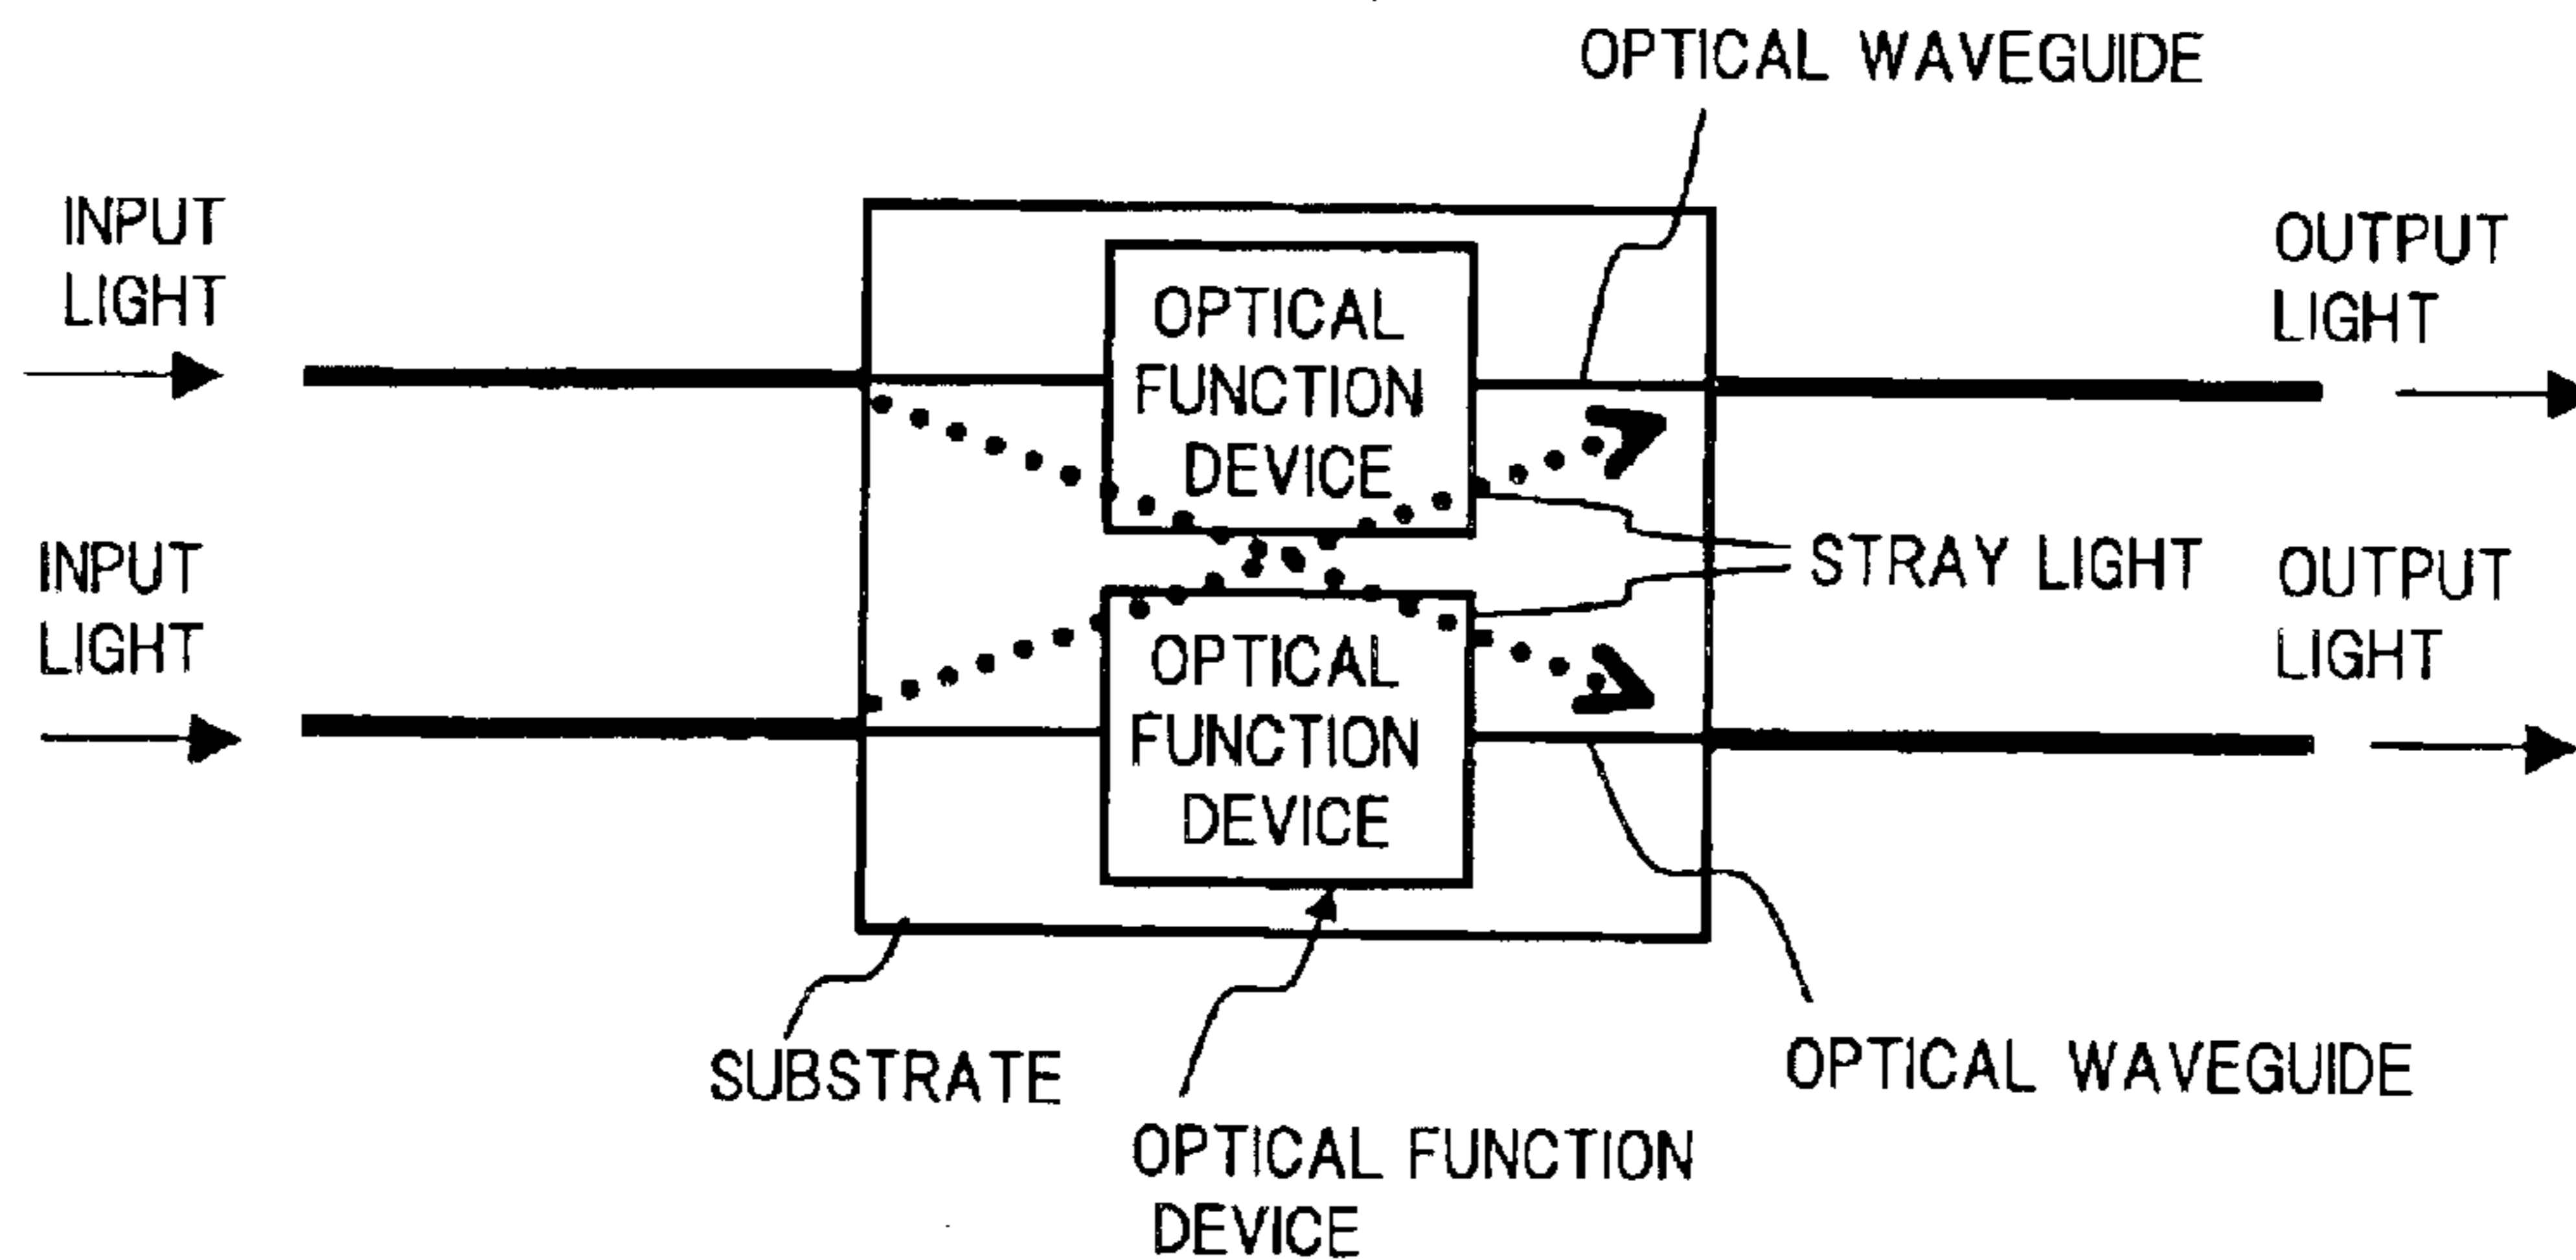 OPTICAL WAVEGUIDE
INPUT
LIGHT
OUTPUT
LIGHT
OPTICAL
FUNCTION
DEVICE
INPUT
LIGHT
STRAY LIGHT
OUTPUT
LIGHT
OPTICAL
FUNCTION
DEVICE
SUBSTRATE
OPTICAL WAVEGUIDE
OPTICAL FUNCTION
DEVICE